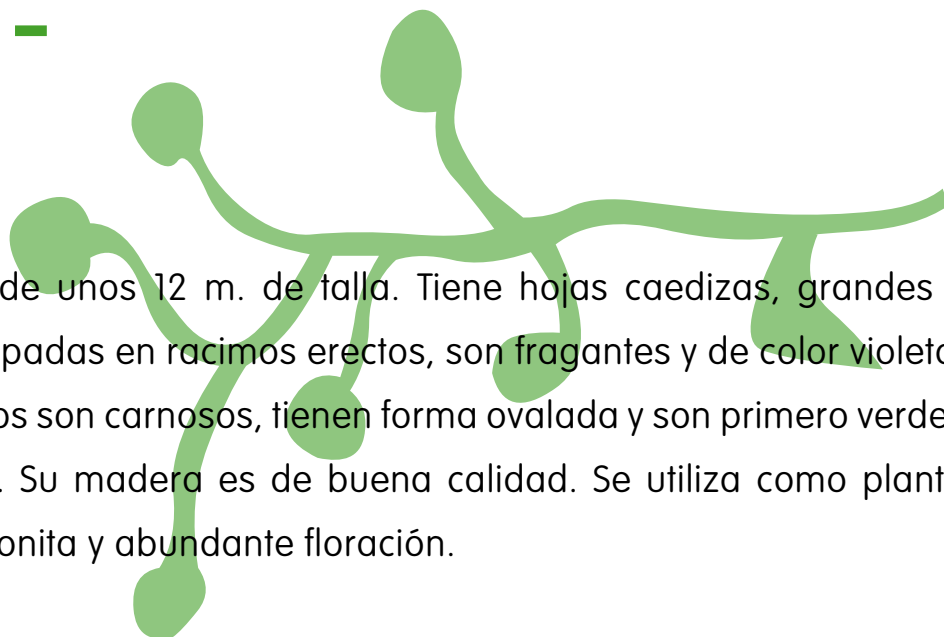 de unos 12 m. de talla. Tiene hojas caedizas, grandes
padas en racimos erectos, son fragantes y de color violeta
os son carnosos, tienen forma ovalada y son primero verde
. Su madera es de buena calidad. Se utiliza como plant
onita y abundante floración.